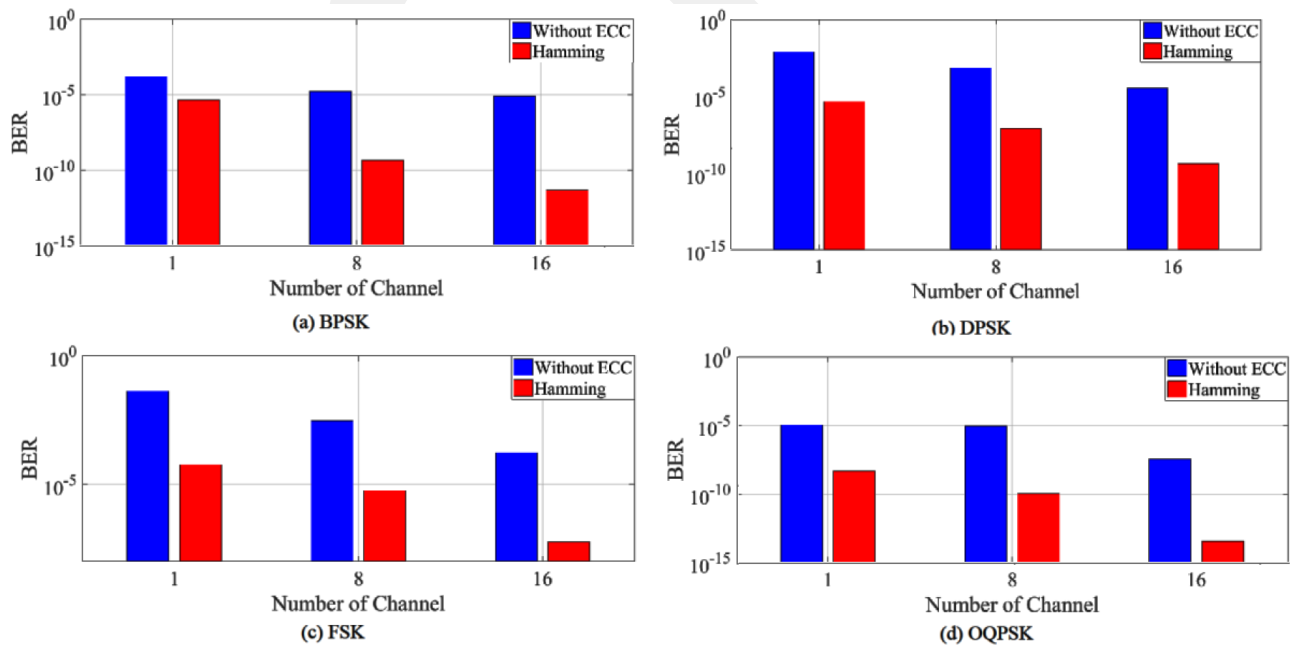 10^0
Without ECC
Hamming
10^-5
10^-10
10^-15
BER
1 8 16
Number of Channel
(a) BPSK
10^0
Without ECC
Hamming
10^-5
10^-10
10^-15
BER
1 8 16
Number of Channel
(b) DPSK
10^0
Without ECC
Hamming
10^-5
BER
1 8 16
Number of Channel
(c) FSK
10^0
Without ECC
Hamming
10^-5
10^-10
10^-15
BER
1 8 16
Number of Channel
(d) OQPSK